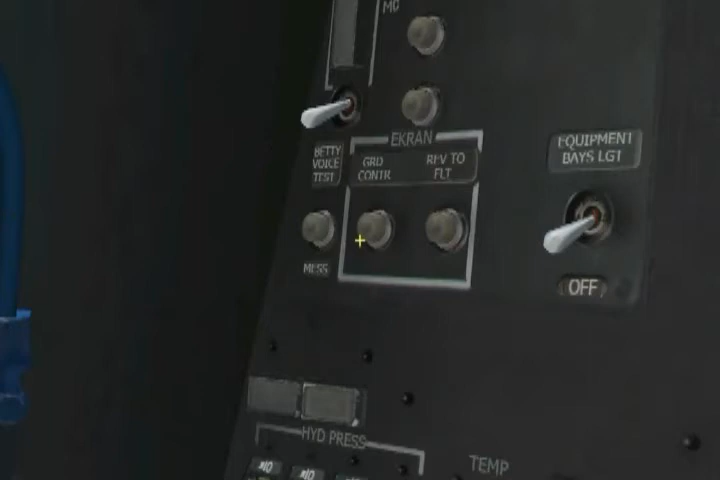 MD
EKRAN
BETTY
VOICE
TEST
GRD
CONTR
REV TO
FLT
EQUIPMENT
BAYS LGT
MESS
OFF
HYD PRESS
TEMP